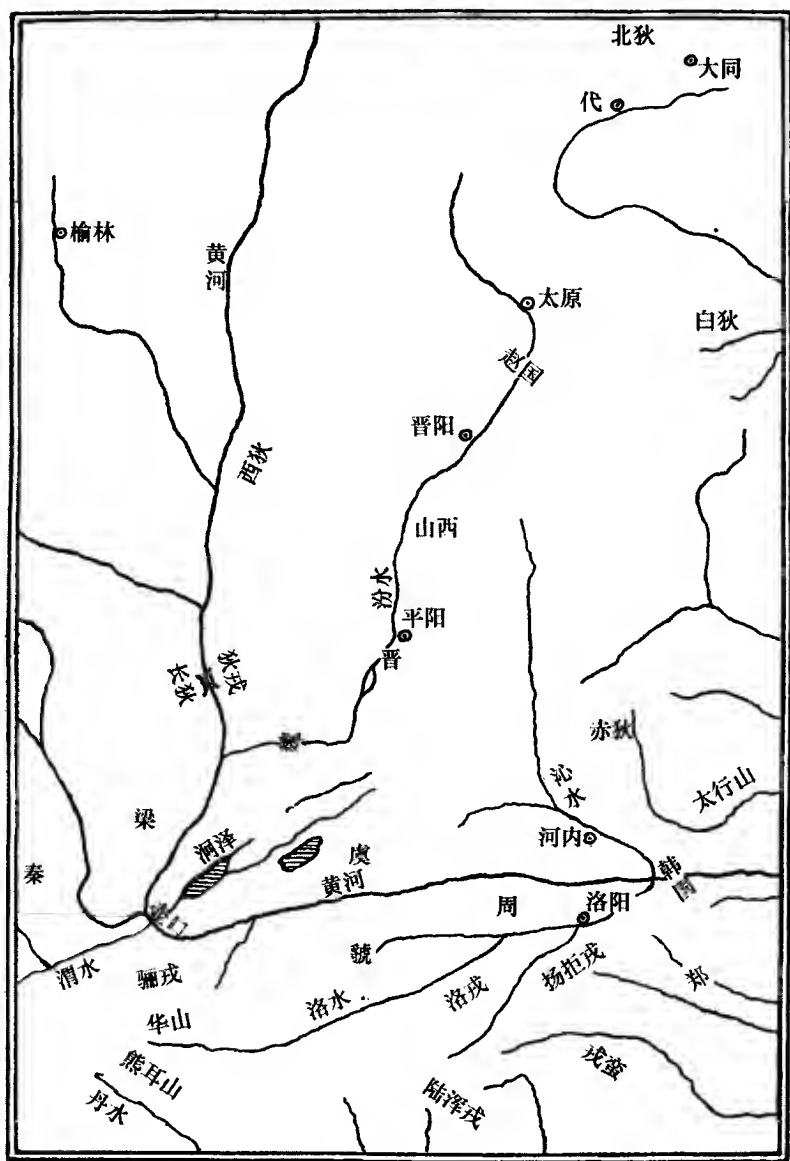 北狄
大同
代
榆林
黄河
太原
白狄
赵国
晋阳
西狄
山西
汾水
平阳
晋
狄戎
长狄
赤狄
太行山
沁水
梁
河内
涧泽
虞
秦
黄河
韩国
周
洛阳
虢
渭水
骊戎
洛水
洛戎
扬拒戎
郑
华山
熊耳山
戎蛮
丹水
陆浑戎